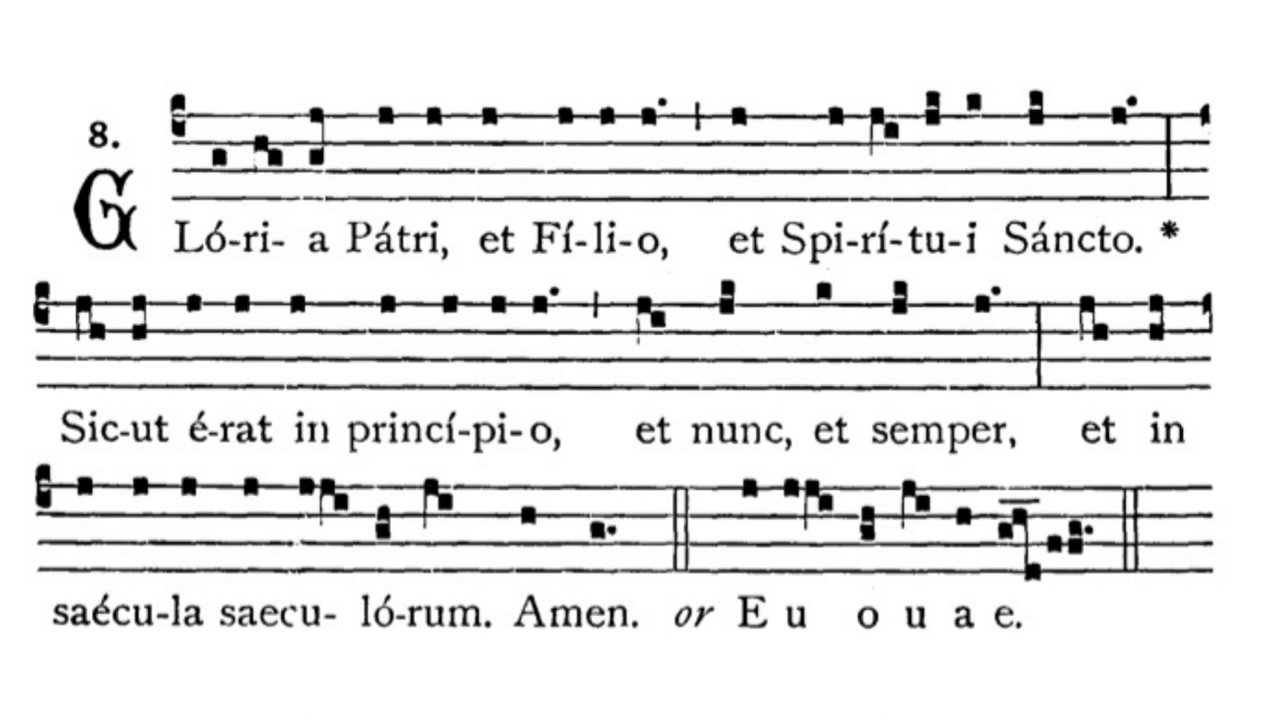 8.
GLó-ri- a Pátri, et Fí-li-o, et Spi-rí-tu-i Sáncto. *
Sic-ut é-rat in princí-pi-o, et nunc, et semper, et in
saécu-la saecu- ló-rum. Amen. or E u o u a e.